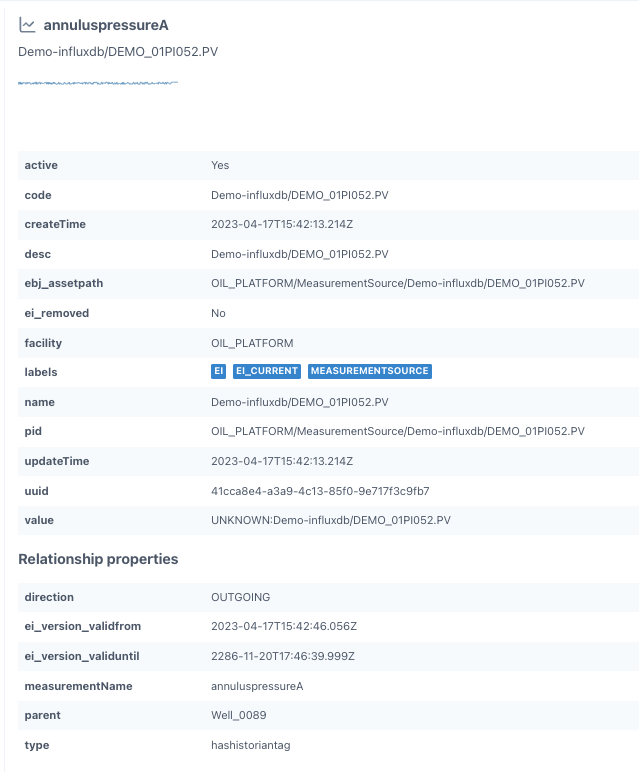 annuluspressureA
Demo-influxdb/DEMO_01PI052.PV
active Yes
code Demo-influxdb/DEMO_01PI052.PV
createTime 2023-04-17T15:42:13.214Z
desc Demo-influxdb/DEMO_01PI052.PV
ebj_assetpath OIL_PLATFORM/MeasurementSource/Demo-influxdb/DEMO_01PI052.PV
ei_removed No
facility OIL_PLATFORM
labels EI EI_CURRENT MEASUREMENTSOURCE
name Demo-influxdb/DEMO_01PI052.PV
pid OIL_PLATFORM/MeasurementSource/Demo-influxdb/DEMO_01PI052.PV
updateTime 2023-04-17T15:42:13.214Z
uuid 41cca8e4-a3a9-4c13-85f0-9e717f3c9fb7
value UNKNOWN:Demo-influxdb/DEMO_01PI052.PV
Relationship properties
direction OUTGOING
ei_version_validfrom 2023-04-17T15:42:46.056Z
ei_version_validuntil 2286-11-20T17:46:39.999Z
measurementName annuluspressureA
parent Well_0089
type hashistoriantag